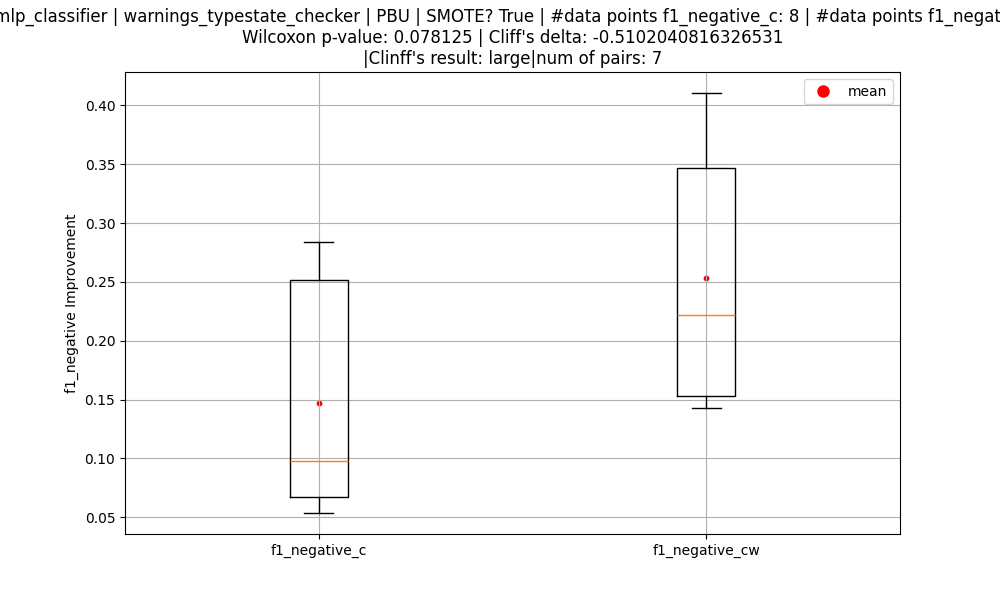 mlp_classifier | warnings_typestate_checker | PBU | SMOTE? True | #data points f1_negative_c: 8 | #data points f1_negat
Wilcoxon p-value: 0.078125 | Cliff's delta: -0.5102040816326531
|Clinff's result: large|num of pairs: 7
mean
0.40
0.35
0.30
0.25
0.20
0.15
0.10
0.05
f1_negative Improvement
f1_negative_c f1_negative_cw